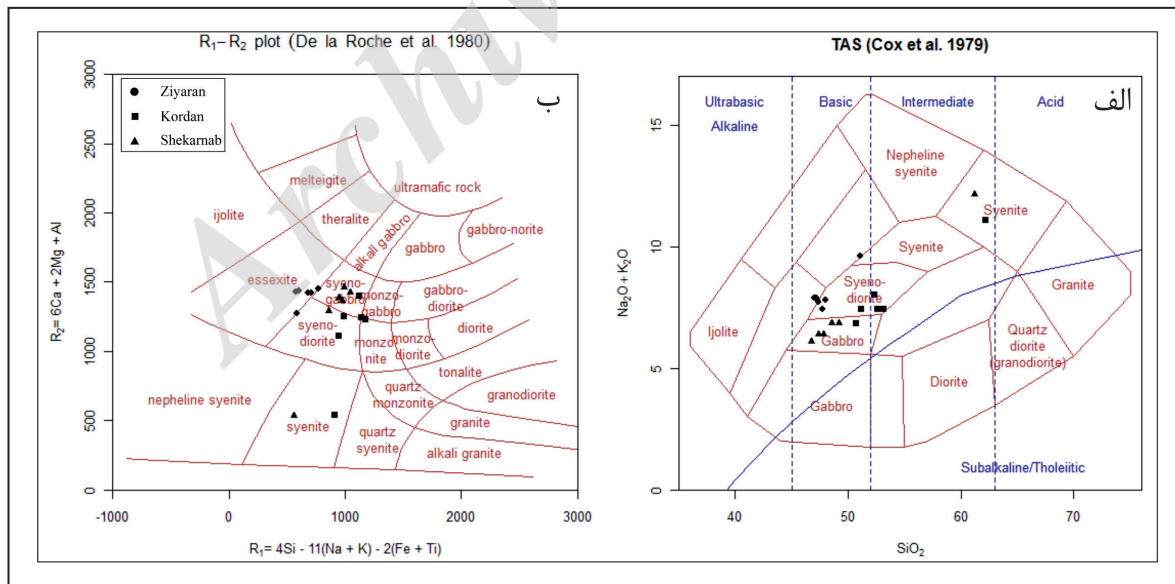 R₁–R₂ plot (De la Roche et al. 1980)
ب
Ziyaran
Kordan
Shekarnab
melteigite
ultramafic rock
ijolite
theralite
alkali gabbro
gabbro
gabbro-norite
essexite
syeno-
gabbro
monzo-
gabbro
gabbro-
diorite
syeno-
diorite
monzo
nite
monzo-
diorite
diorite
tonalite
nepheline syenite
quartz
monzonite
granodiorite
syenite
quartz
syenite
granite
alkali granite
R₂= 6Ca + 2Mg + Al
0
500
1000
1500
2000
2500
3000
-1000
0
1000
2000
3000
R₁= 4Si - 11(Na + K) - 2(Fe + Ti)
TAS (Cox et al. 1979)
الف
Ultrabasic
Basic
Intermediate
Acid
Alkaline
Nepheline
syenite
Syenite
Syenite
Syeno-
diorite
Granite
Ijolite
Gabbro
Quartz
diorite
(granodiorite)
Diorite
Gabbro
Subalkaline/Tholeiitic
Na₂O + K₂O
0
5
10
15
40
50
60
70
SiO₂
Archiv